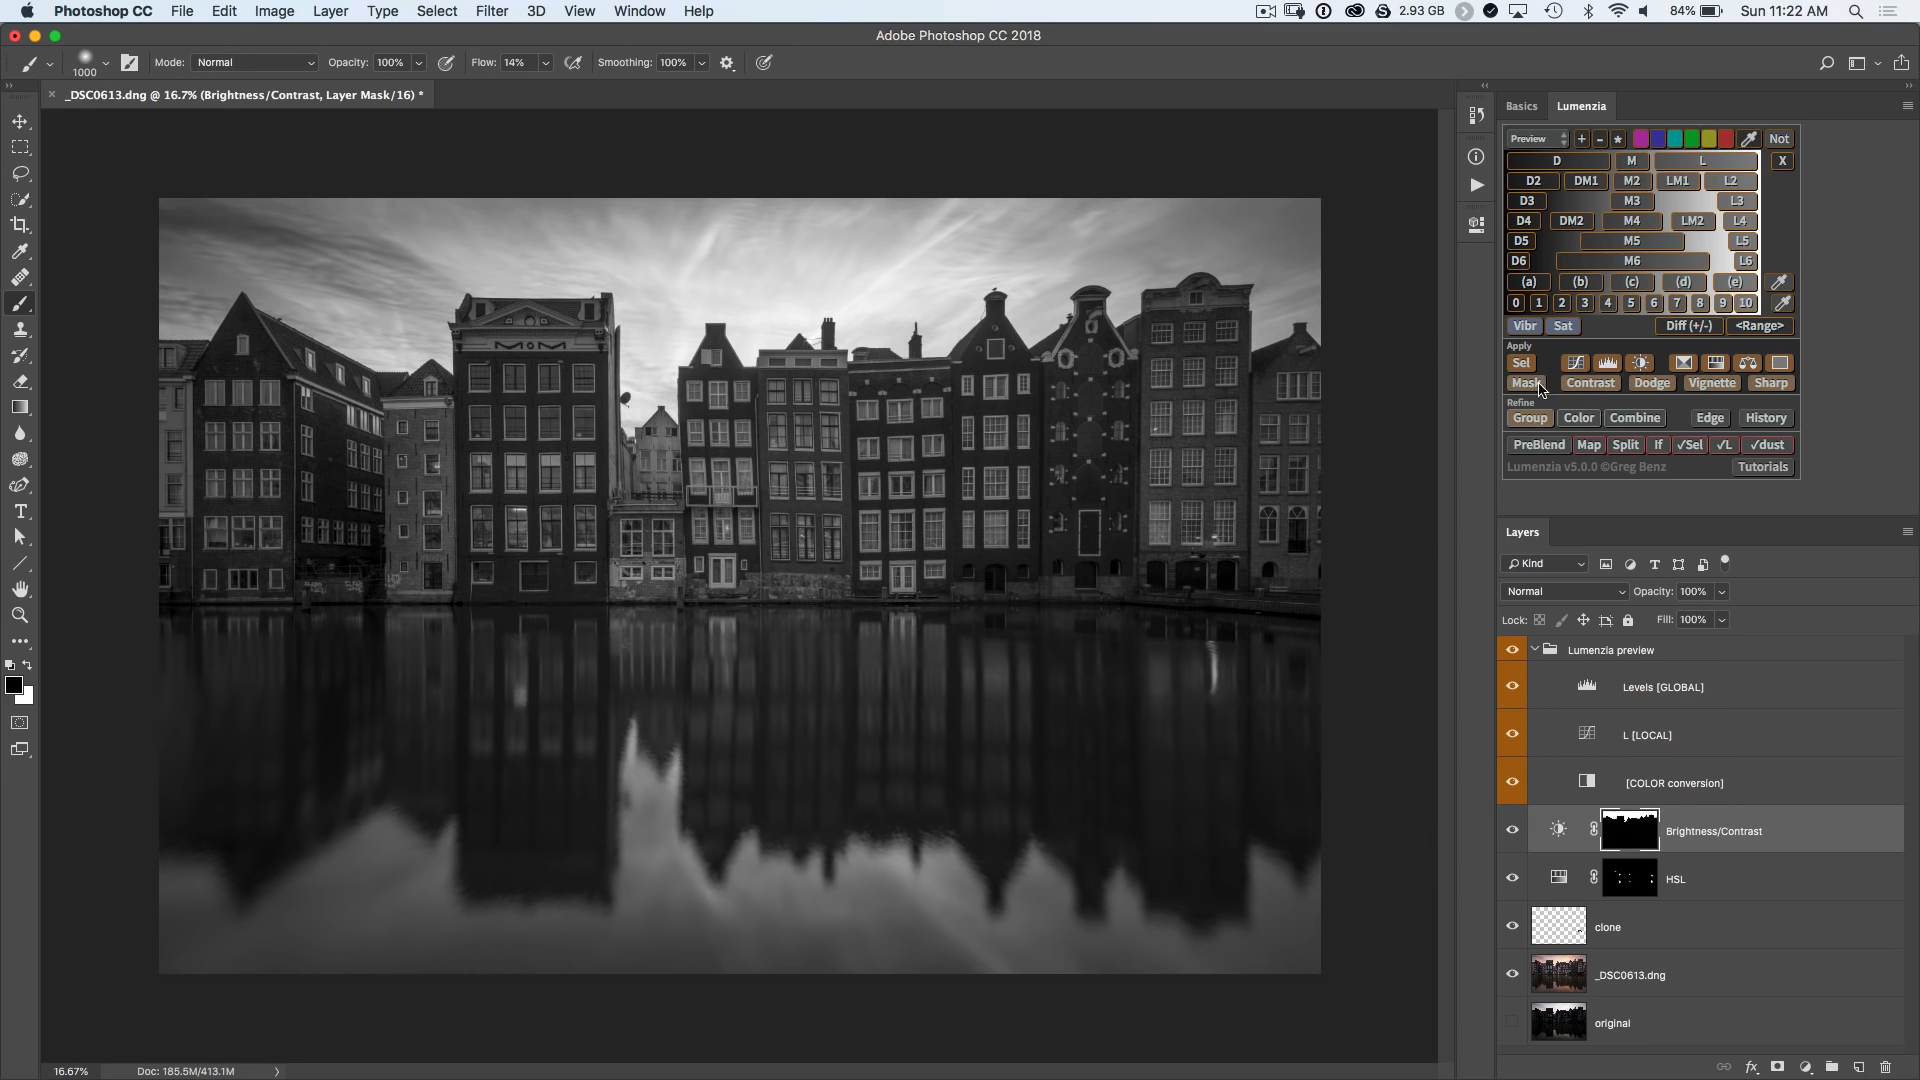 Photoshop CC File Edit Image Layer Type Select Filter 3D View Window Help 2.93 GB 84% Sun 11:22 AM
Adobe Photoshop CC 2018
1000 Mode: Normal Opacity: 100% Flow: 14% Smoothing: 100%
_DSC0613.dng @ 16.7% (Brightness/Contrast, Layer Mask/16) *
Basics Lumenzia
Preview + - * Not
D M L X
D2 DM1 M2 LM1 L2
D3 M3 L3
D4 DM2 M4 LM2 L4
D5 M5 L5
D6 M6 L6
(a) (b) (c) (d) (e)
0 1 2 3 4 5 6 7 8 9 10
Vibr Sat Diff (+/-) <Range>
Apply
Sel
Mask Contrast Dodge Vignette Sharp
Refine
Group Color Combine Edge History
PreBlend Map Split If √Sel √L √dust
Lumenzia v5.0.0 ©Greg Benz Tutorials
Layers
Kind
Normal Opacity: 100%
Lock: Fill: 100%
Lumenzia preview
Levels [GLOBAL]
L [LOCAL]
[COLOR conversion]
Brightness/Contrast
HSL
clone
_DSC0613.dng
original
16.67% Doc: 185.5M/413.1M